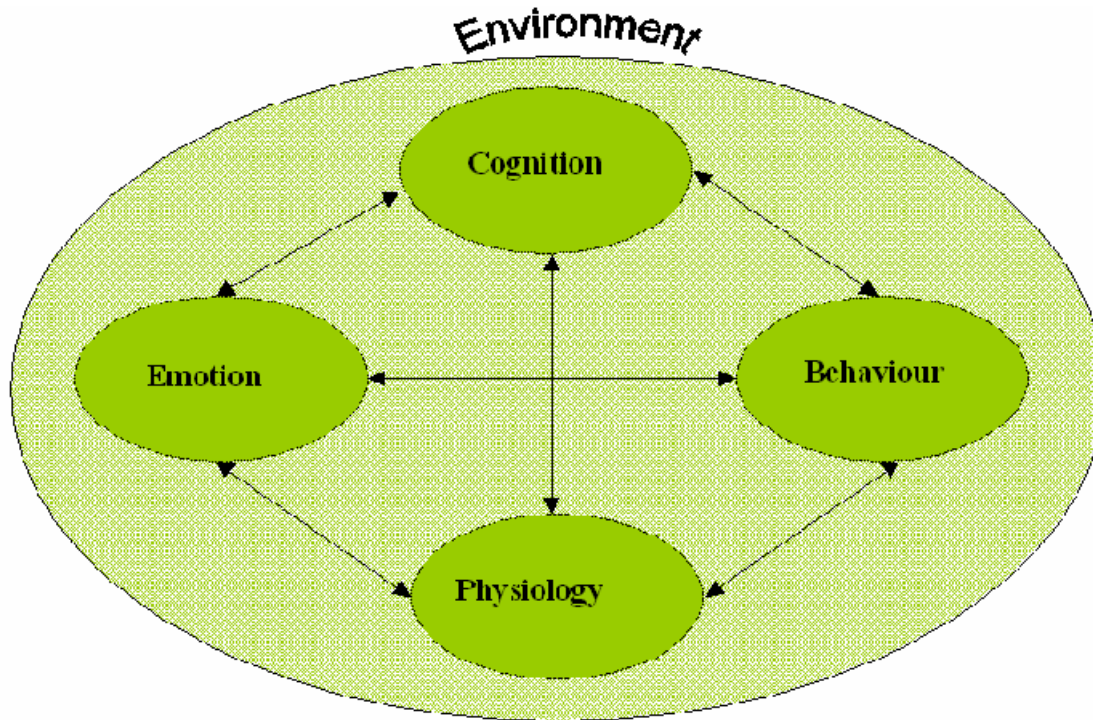 Environment
Cognition
Emotion
Behaviour
Physiology